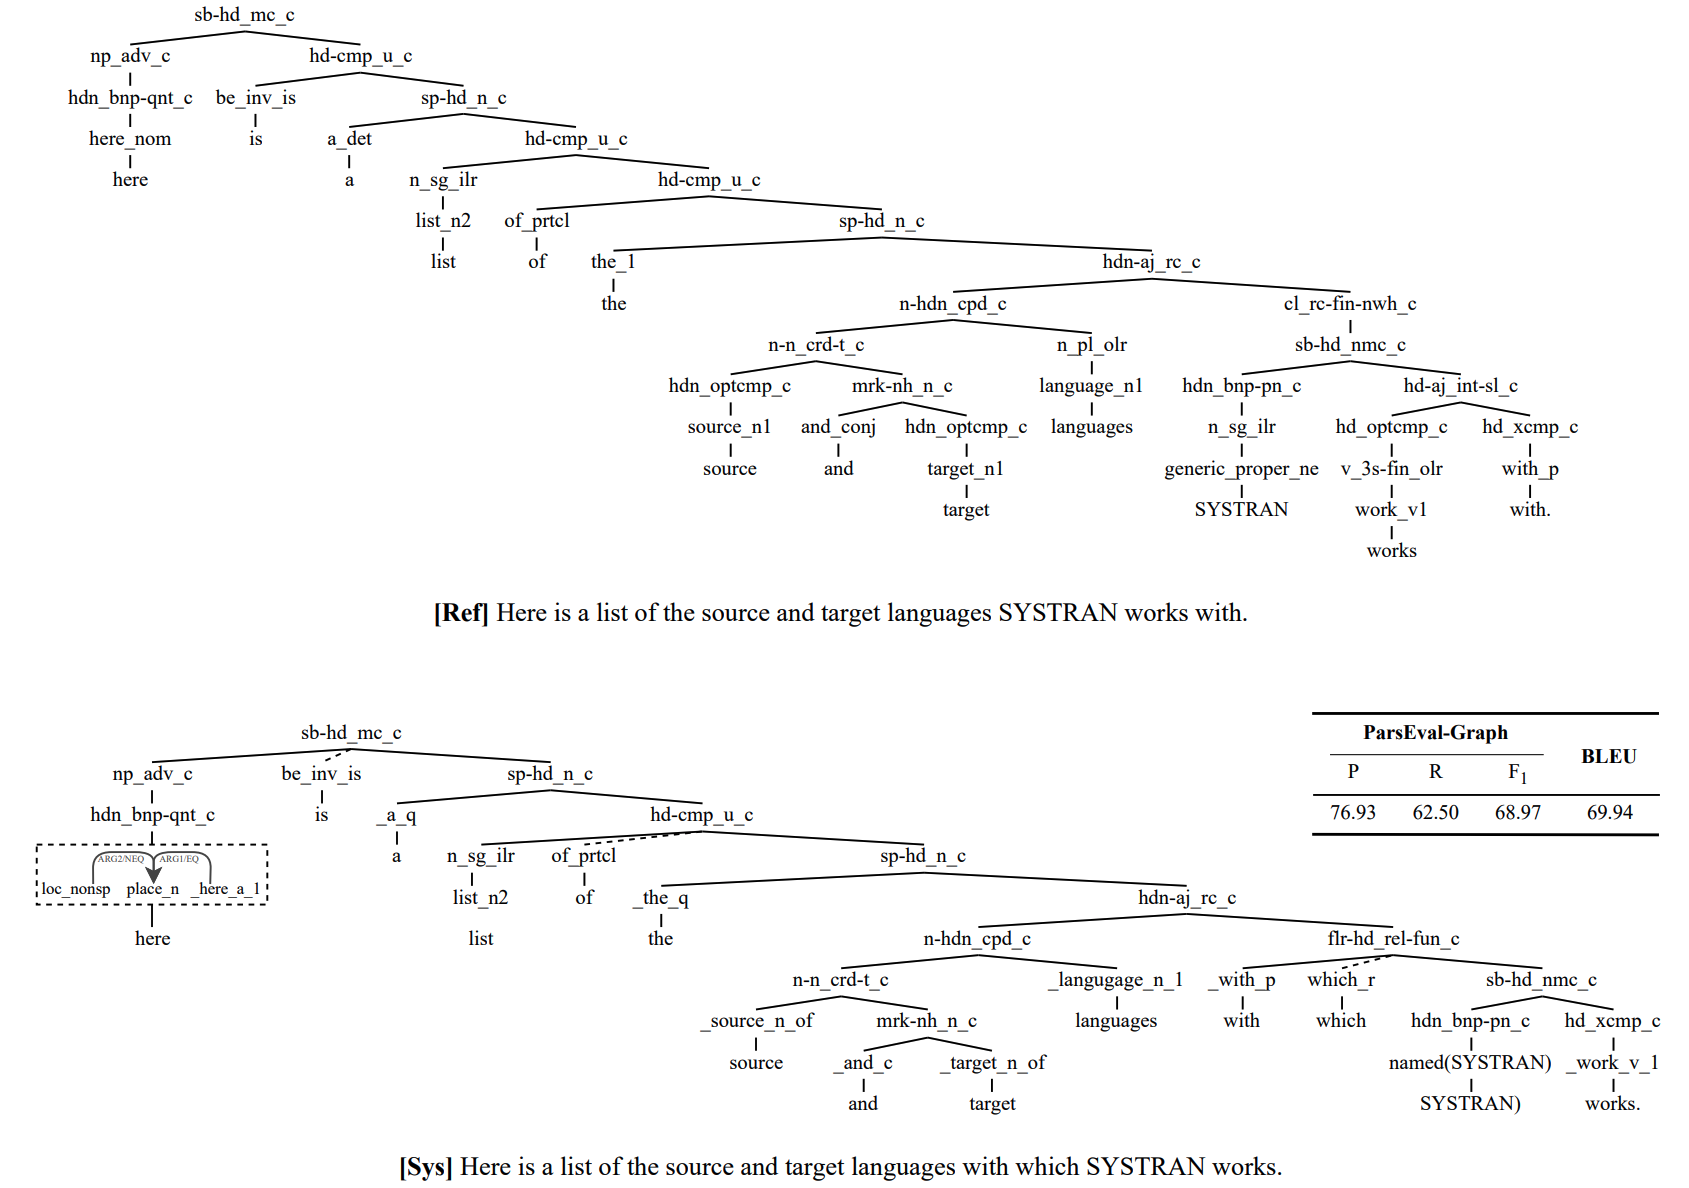 sb-hd_mc_c
np_adv_c hd-cmp_u_c
hdn_bnp-qnt_c be_inv_is sp-hd_n_c
here_nom is a_det hd-cmp_u_c
here a n_sg_ilr hd-cmp_u_c
list_n2 of_prtcl sp-hd_n_c
list of the_1 hdn-aj_rc_c
the n-hdn_cpd_c cl_rc-fin-nwh_c
n-n_crd-t_c n_pl_olr sb-hd_nmc_c
hdn_optcmp_c mrk-nh_n_c language_n1 hdn_bnp-pn_c hd-aj_int-sl_c
source_n1 and_conj hdn_optcmp_c languages n_sg_ilr hd_optcmp_c hd_xcmp_c
source and target_n1 generic_proper_ne v_3s-fin_olr with_p
target SYSTRAN work_v1 with.
works
[Ref] Here is a list of the source and target languages SYSTRAN works with.
sb-hd_mc_c
np_adv_c be_inv_is sp-hd_n_c
hdn_bnp-qnt_c is _a_q hd-cmp_u_c
ARG2/NEQ ARG1/EQ a n_sg_ilr of_prtcl sp-hd_n_c
loc_nonsp place_n _here_a_1 list_n2 of _the_q hdn-aj_rc_c
here list the n-hdn_cpd_c flr-hd_rel-fun_c
n-n_crd-t_c _langugage_n_1 _with_p which_r sb-hd_nmc_c
_source_n_of mrk-nh_n_c languages with which hdn_bnp-pn_c hd_xcmp_c
source _and_c _target_n_of named(SYSTRAN) _work_v_1
and target SYSTRAN) works.
ParsEval-Graph BLEU
P R F1
76.93 62.50 68.97 69.94
[Sys] Here is a list of the source and target languages with which SYSTRAN works.